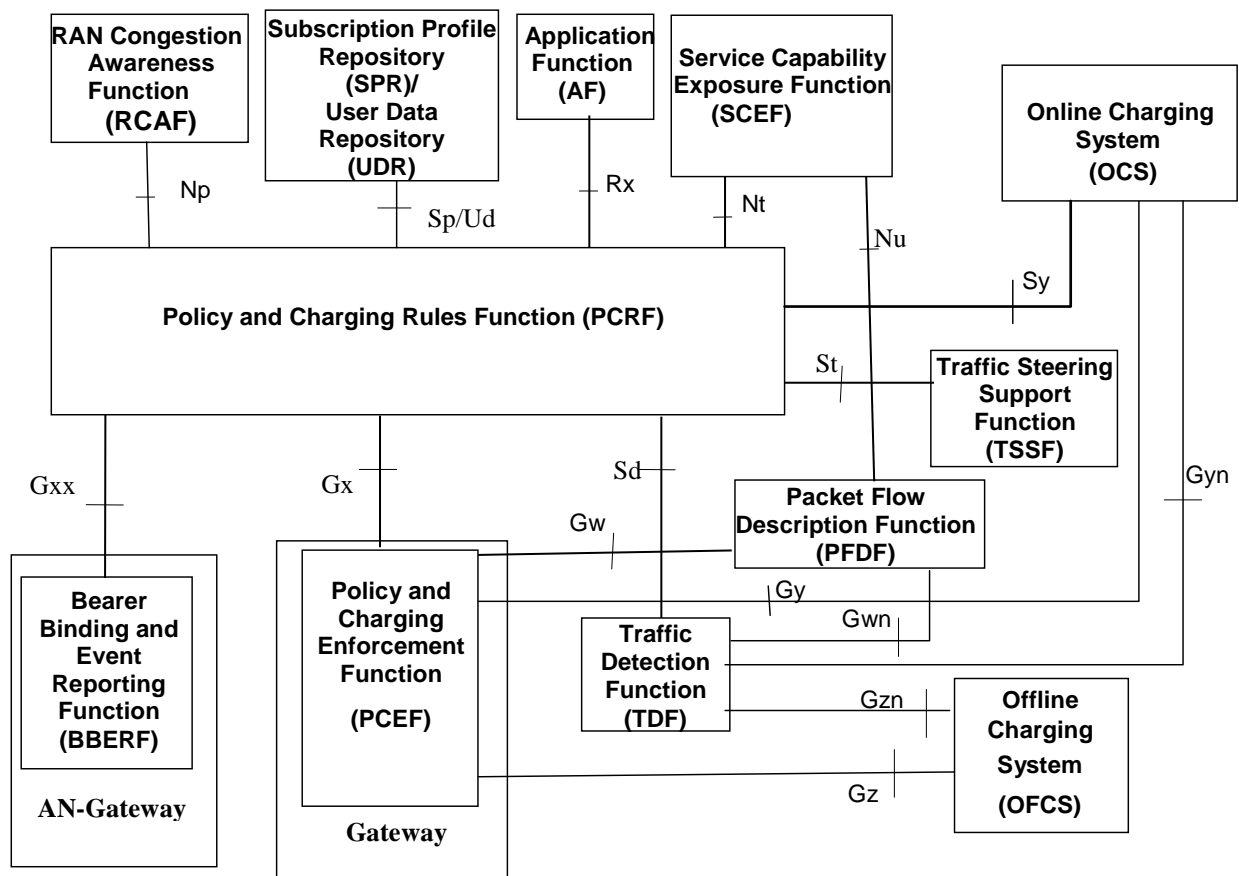 RAN Congestion
Awareness
Function
(RCAF)
Subscription Profile
Repository
(SPR)/
User Data
Repository
(UDR)
Application
Function
(AF)
Service Capability
Exposure Function
(SCEF)
Online Charging
System
(OCS)
Np
Sp/Ud
Rx
Nt
Nu
Sy
Policy and Charging Rules Function (PCRF)
St
Traffic Steering
Support
Function
(TSSF)
Gxx
Gx
Sd
Gyn
Gw
Packet Flow
Description Function
(PFDF)
Bearer
Binding and
Event
Reporting
Function
(BBERF)
AN-Gateway
Policy and
Charging
Enforcement
Function
(PCEF)
Gateway
Gy
Gwn
Traffic
Detection
Function
(TDF)
Gzn
Gz
Offline
Charging
System
(OFCS)